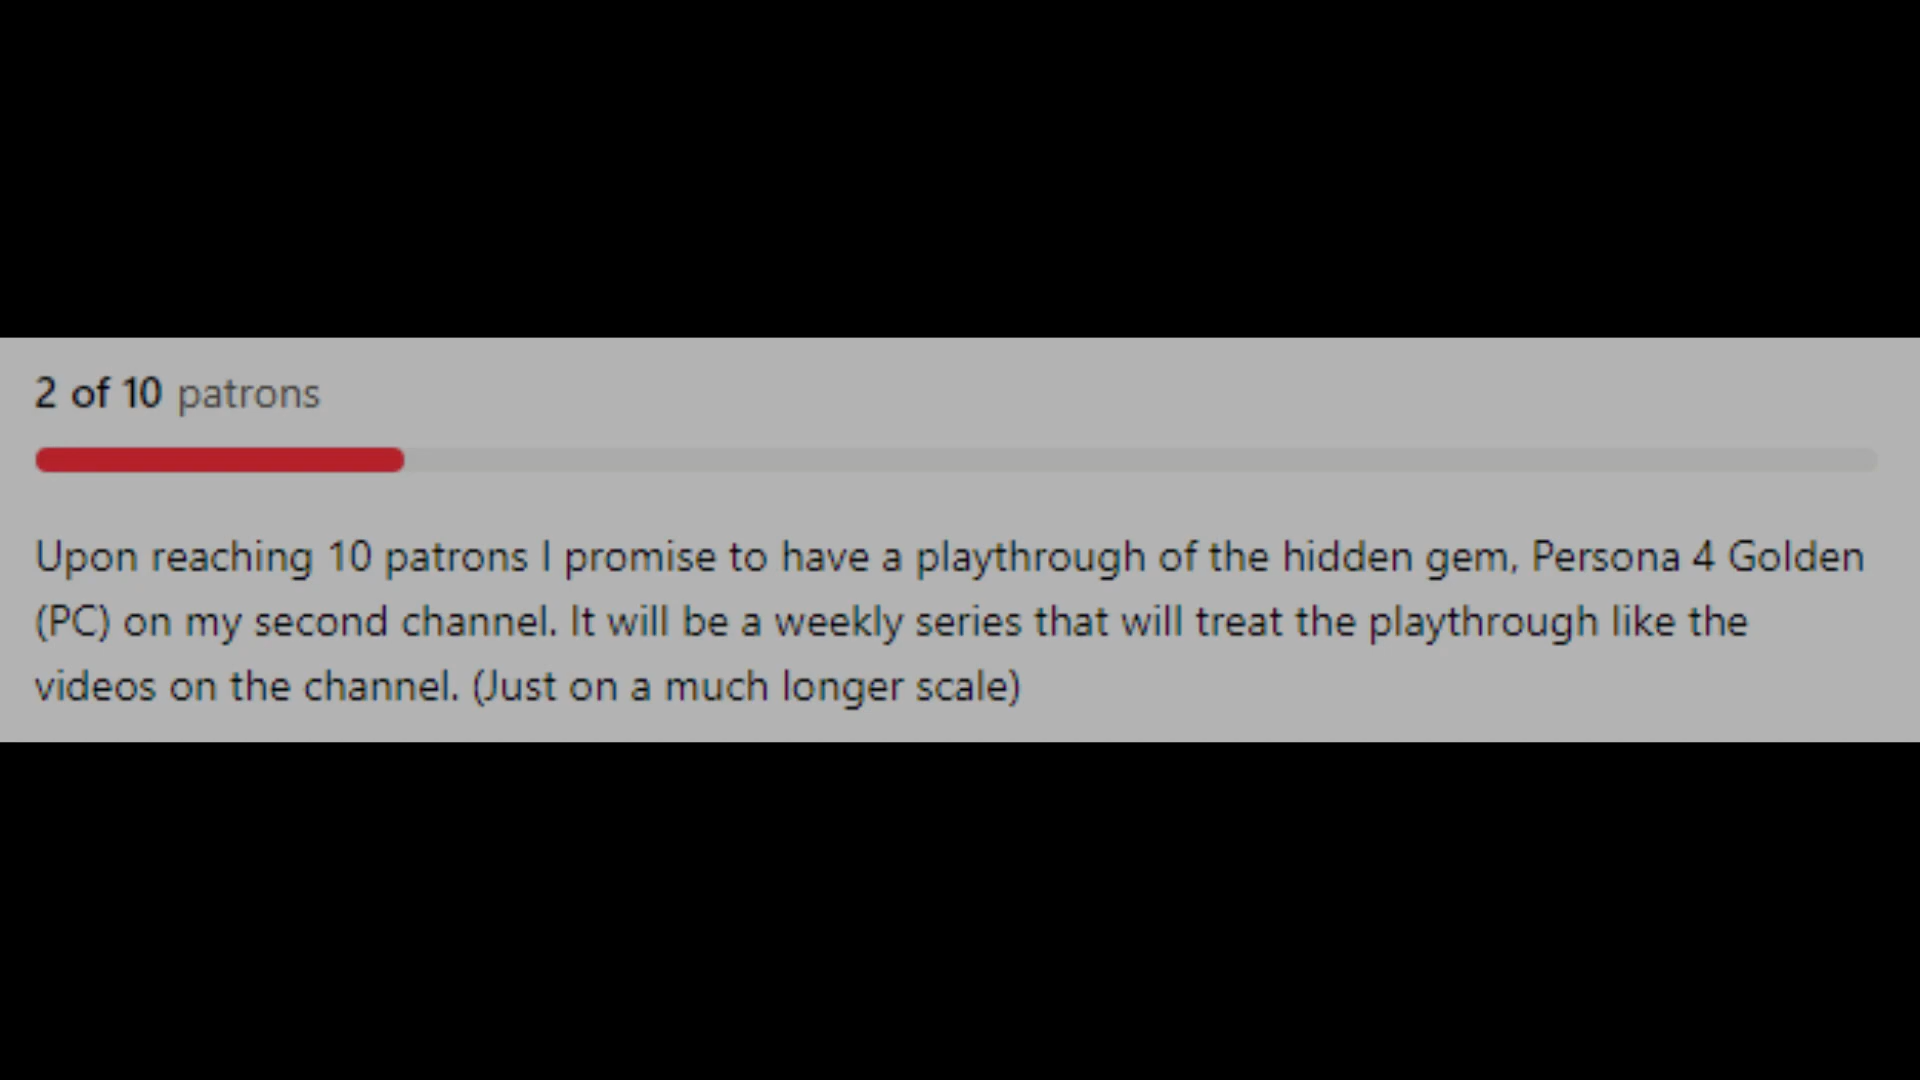 2 of 10 patrons
Upon reaching 10 patrons I promise to have a playthrough of the hidden gem, Persona 4 Golden
(PC) on my second channel. It will be a weekly series that will treat the playthrough like the
videos on the channel. (Just on a much longer scale)